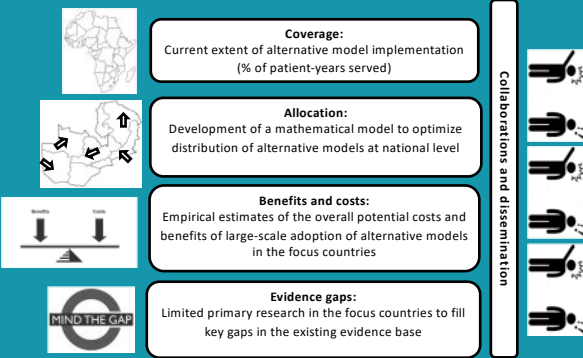 Coverage:
Current extent of alternative model implementation
(% of patient-years served)
Allocation:
Development of a mathematical model to optimize
distribution of alternative models at national level
Benefits Costs
Benefits and costs:
Empirical estimates of the overall potential costs and
benefits of large-scale adoption of alternative models
in the focus countries
MIND THE GAP
Evidence gaps:
Limited primary research in the focus countries to fill
key gaps in the existing evidence base
Collaborations and dissemination